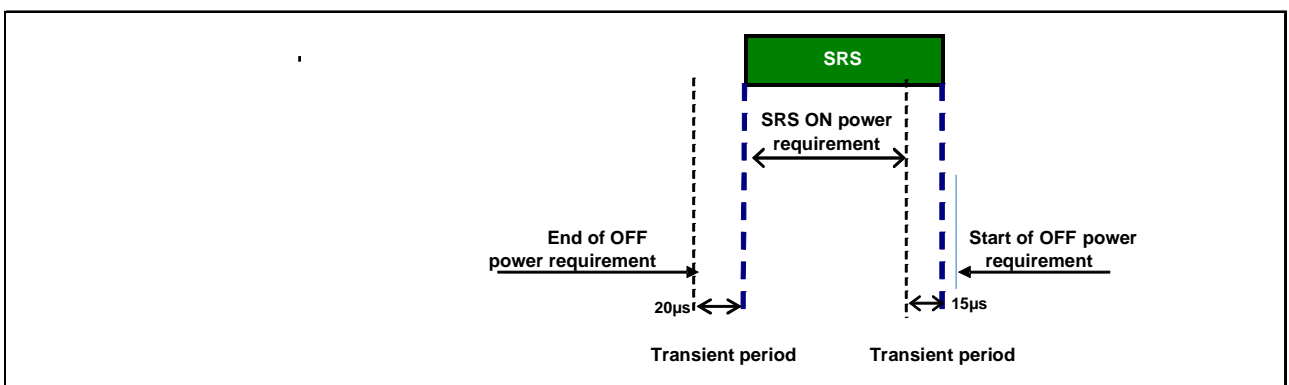 SRS
SRS ON power
requirement
End of OFF
power requirement
Start of OFF power
requirement
20µs
15µs
Transient period
Transient period